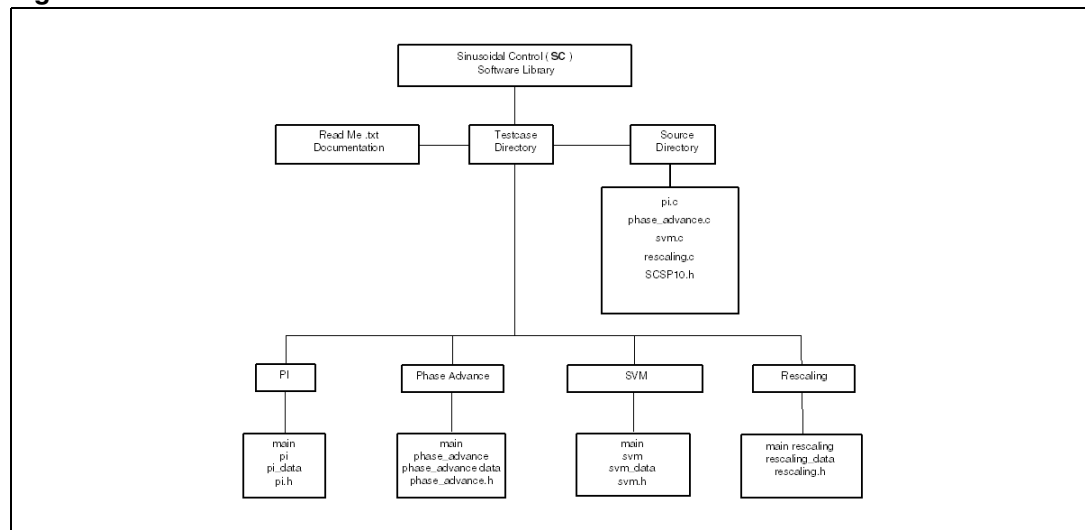 Sinusoidal Control ( SC )
Software Library
Read Me .txt
Documentation
Testcase
Directory
Source
Directory
pi.c
phase_advance.c
svm.c
rescaling.c
SCSP10.h
PI
Phase Advance
SVM
Rescaling
main
pi
pi_data
pi.h
main
phase_advance
phase_advance data
phase_advance.h
main
svm
svm_data
svm.h
main rescaling
rescaling_data
rescaling.h